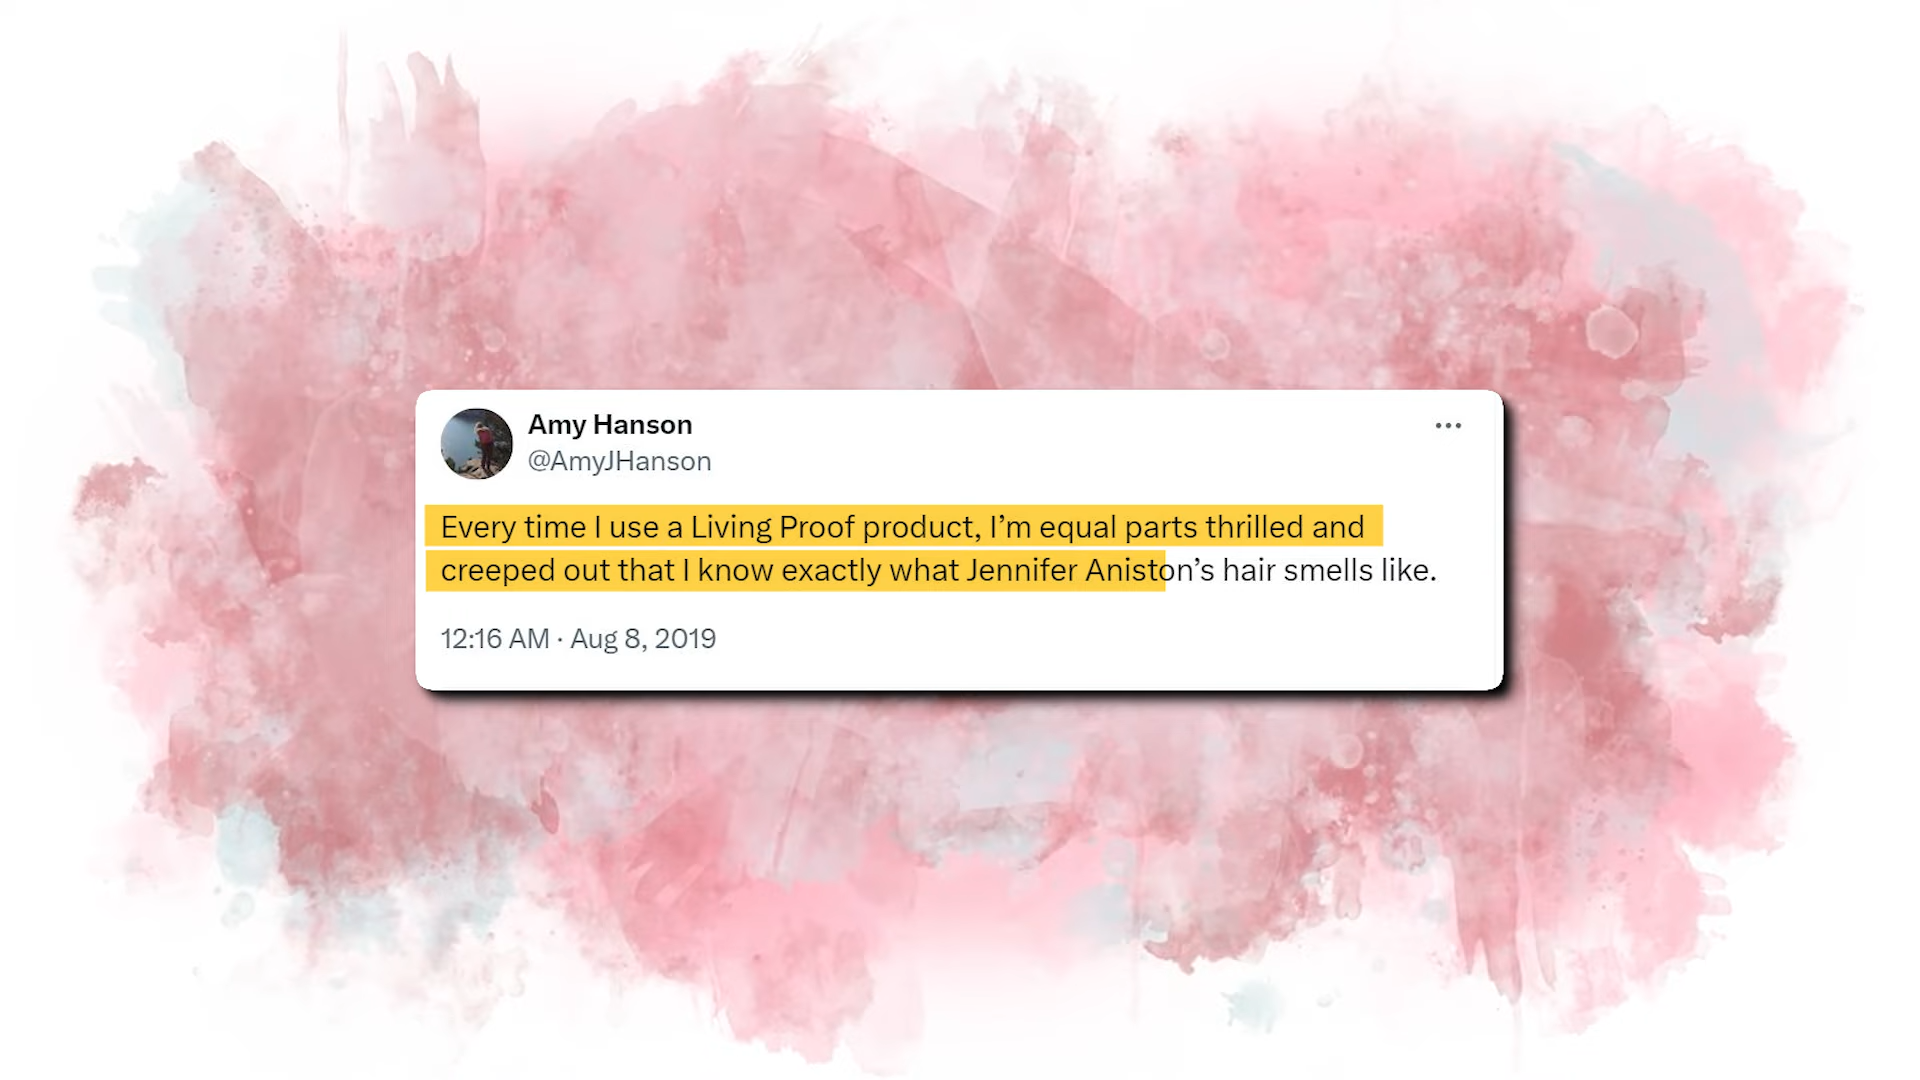 Amy Hanson
@AmyJHanson
Every time I use a Living Proof product, I’m equal parts thrilled and
creeped out that I know exactly what Jennifer Aniston’s hair smells like.
12:16 AM · Aug 8, 2019